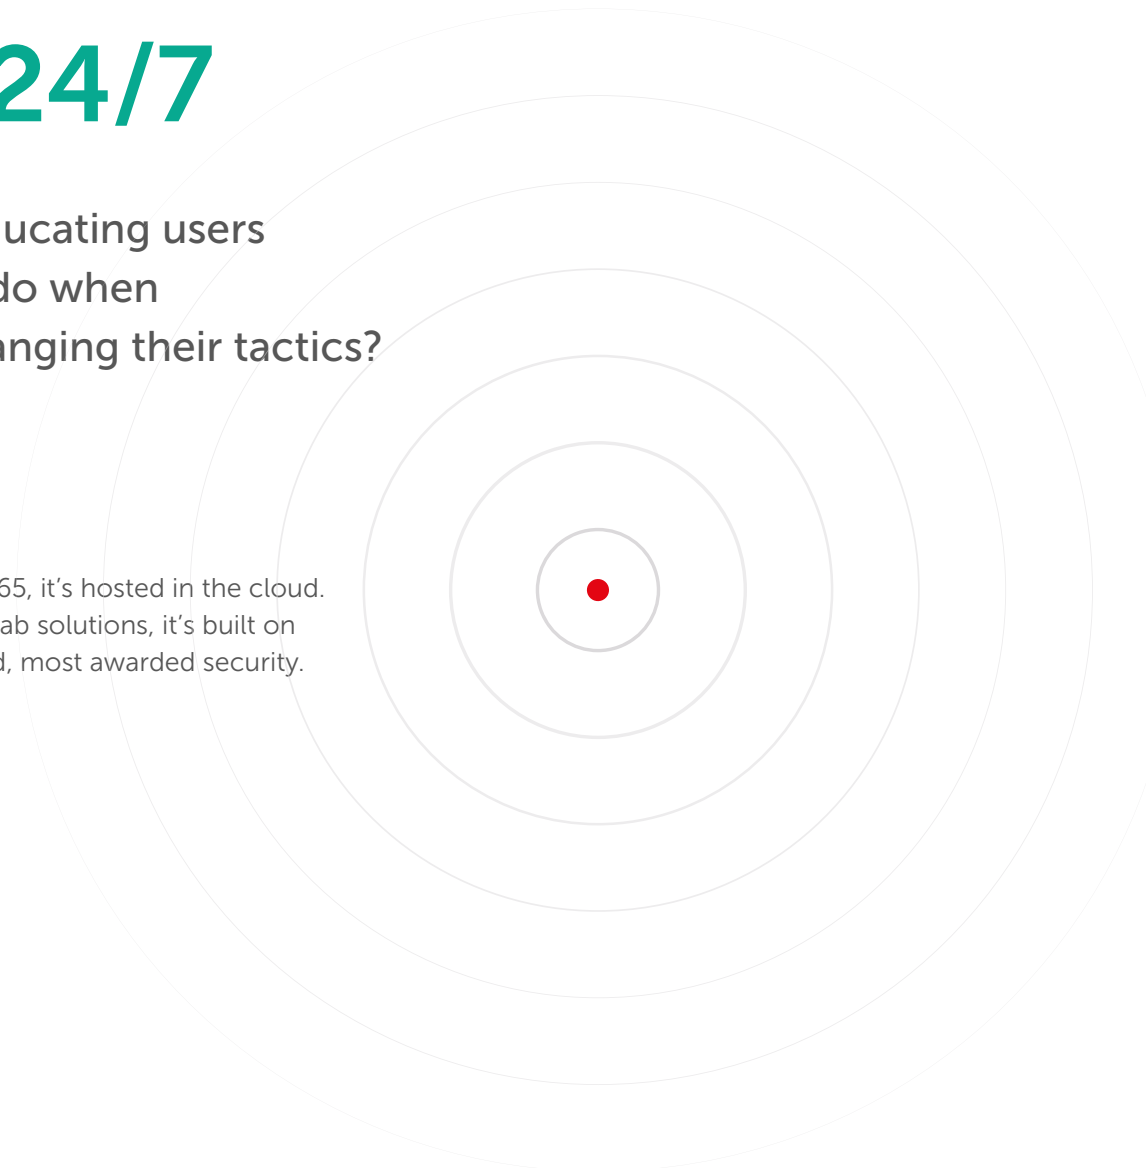 24/7
ucating users
do when
anging their tactics?
65, it's hosted in the cloud.
ab solutions, it's built on
d, most awarded security.